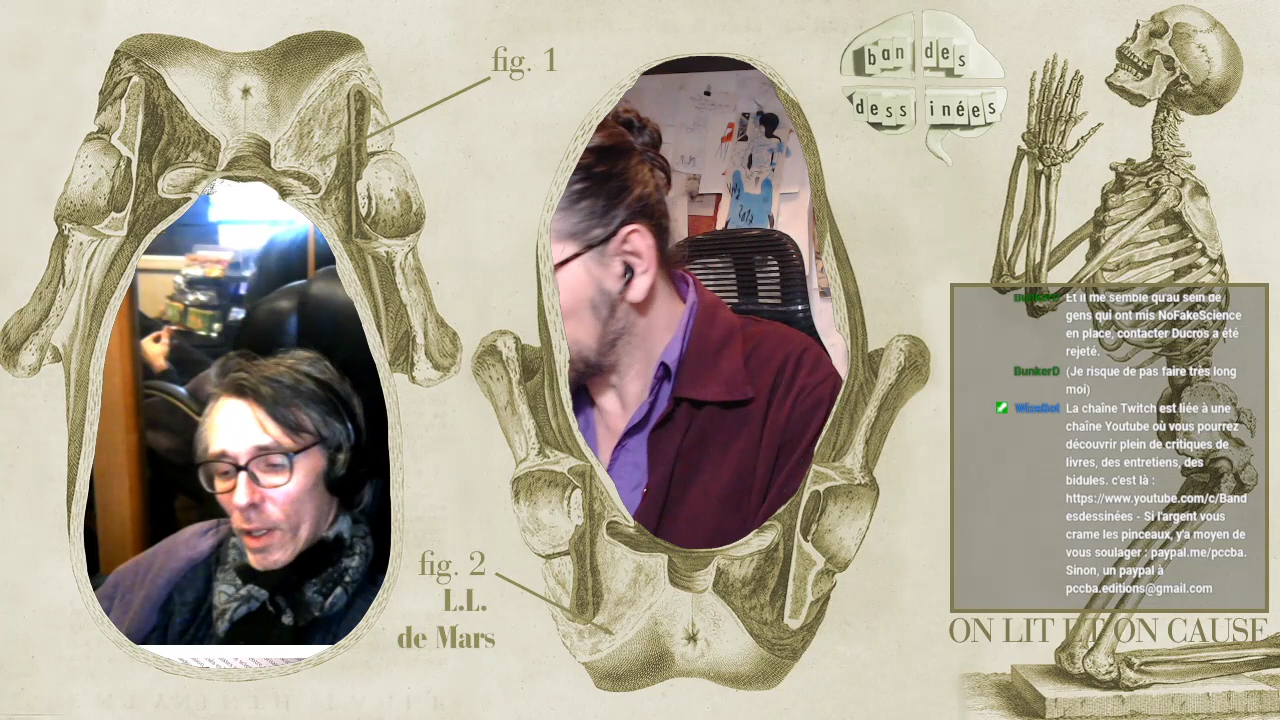 fig. 1
ban des
dess inées
fig. 2
L.L.
de Mars
Et il me semble qu'au sein de
gens qui ont mis NoFakeScience
en place, contacter Ducros a été
rejeté.
BunkerD (Je risque de pas faire très long
moi)
WizeBot La chaîne Twitch est liée à une
chaîne Youtube où vous pourrez
découvrir plein de critiques de
livres, des entretiens, des
bidules. c'est là :
https://www.youtube.com/c/Band
esdessinées - Si l'argent vous
crame les pinceaux, y'a moyen de
vous soulager : paypal.me/pccba.
Sinon, un paypal à
pccba.editions@gmail.com
ON LIT ET ON CAUSE